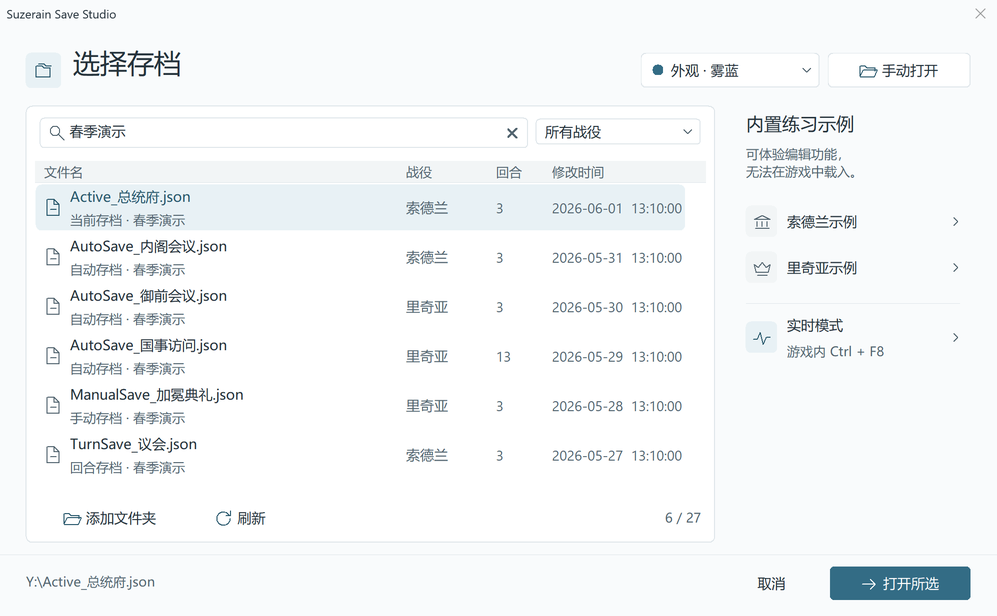 Suzerain Save Studio
选择存档
外观 · 雾蓝
手动打开
春季演示
所有战役
文件名 战役 回合 修改时间
Active_总统府.json
当前存档 · 春季演示
索德兰 3 2026-06-01 13:10:00
AutoSave_内阁会议.json
自动存档 · 春季演示
索德兰 3 2026-05-31 13:10:00
AutoSave_御前会议.json
自动存档 · 春季演示
里奇亚 3 2026-05-30 13:10:00
AutoSave_国事访问.json
自动存档 · 春季演示
里奇亚 13 2026-05-29 13:10:00
ManualSave_加冕典礼.json
手动存档 · 春季演示
里奇亚 3 2026-05-28 13:10:00
TurnSave_议会.json
回合存档 · 春季演示
索德兰 3 2026-05-27 13:10:00
添加文件夹
刷新
6 / 27
内置练习示例
可体验编辑功能，
无法在游戏中载入。
索德兰示例
里奇亚示例
实时模式
游戏内 Ctrl + F8
Y:\Active_总统府.json
取消
打开所选